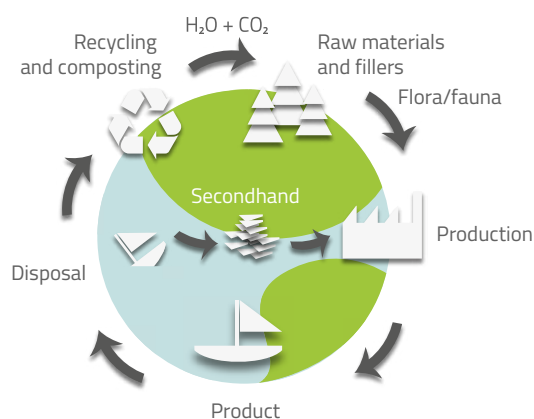 H₂O + CO₂
Recycling
and composting
Raw materials
and fillers
Flora/fauna
Secondhand
Production
Disposal
Product